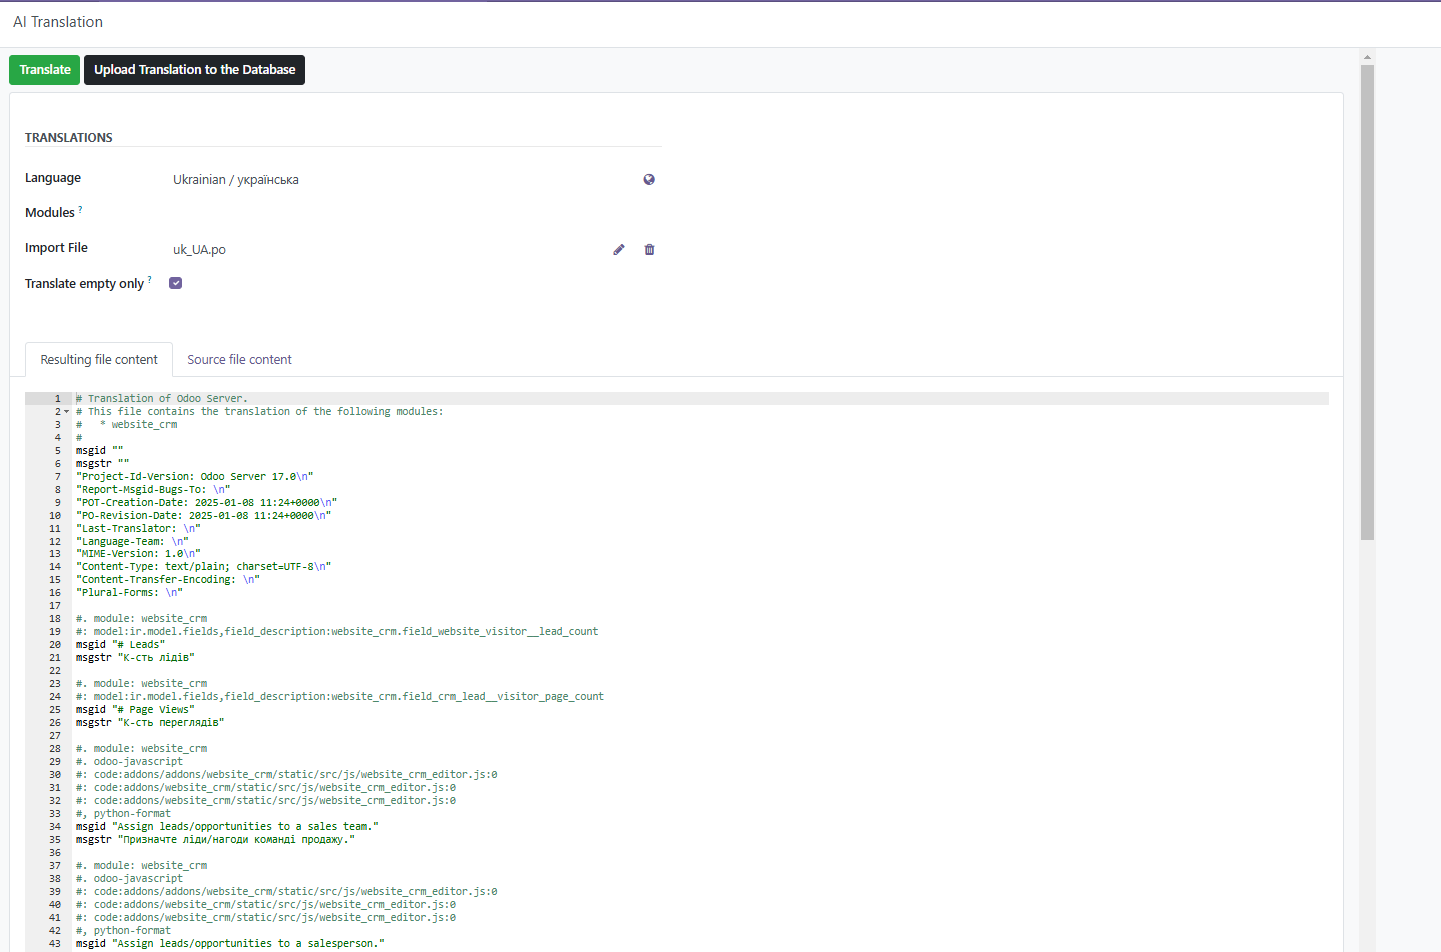 AI Translation
Translate Upload Translation to the Database
TRANSLATIONS
Language Ukrainian / українська
Modules ?
Import File uk_UA.po
Translate empty only ?
Resulting file content Source file content
1 # Translation of Odoo Server.
2 # This file contains the translation of the following modules:
3 #   * website_crm
4 #
5 msgid ""
6 msgstr ""
7 "Project-Id-Version: Odoo Server 17.0\n"
8 "Report-Msgid-Bugs-To: \n"
9 "POT-Creation-Date: 2025-01-08 11:24+0000\n"
10 "PO-Revision-Date: 2025-01-08 11:24+0000\n"
11 "Last-Translator: \n"
12 "Language-Team: \n"
13 "MIME-Version: 1.0\n"
14 "Content-Type: text/plain; charset=UTF-8\n"
15 "Content-Transfer-Encoding: \n"
16 "Plural-Forms: \n"
17
18 #. module: website_crm
19 #: model:ir.model.fields,field_description:website_crm.field_website_visitor__lead_count
20 msgid "# Leads"
21 msgstr "К-сть лідів"
22
23 #. module: website_crm
24 #: model:ir.model.fields,field_description:website_crm.field_crm_lead__visitor_page_count
25 msgid "# Page Views"
26 msgstr "К-сть переглядів"
27
28 #. module: website_crm
29 #. odoo-javascript
30 #: code:addons/addons/website_crm/static/src/js/website_crm_editor.js:0
31 #: code:addons/website_crm/static/src/js/website_crm_editor.js:0
32 #: code:addons/website_crm/static/src/js/website_crm_editor.js:0
33 #, python-format
34 msgid "Assign leads/opportunities to a sales team."
35 msgstr "Призначте ліди/нагоди команді продажу."
36
37 #. module: website_crm
38 #. odoo-javascript
39 #: code:addons/addons/website_crm/static/src/js/website_crm_editor.js:0
40 #: code:addons/website_crm/static/src/js/website_crm_editor.js:0
41 #: code:addons/website_crm/static/src/js/website_crm_editor.js:0
42 #, python-format
43 msgid "Assign leads/opportunities to a salesperson."